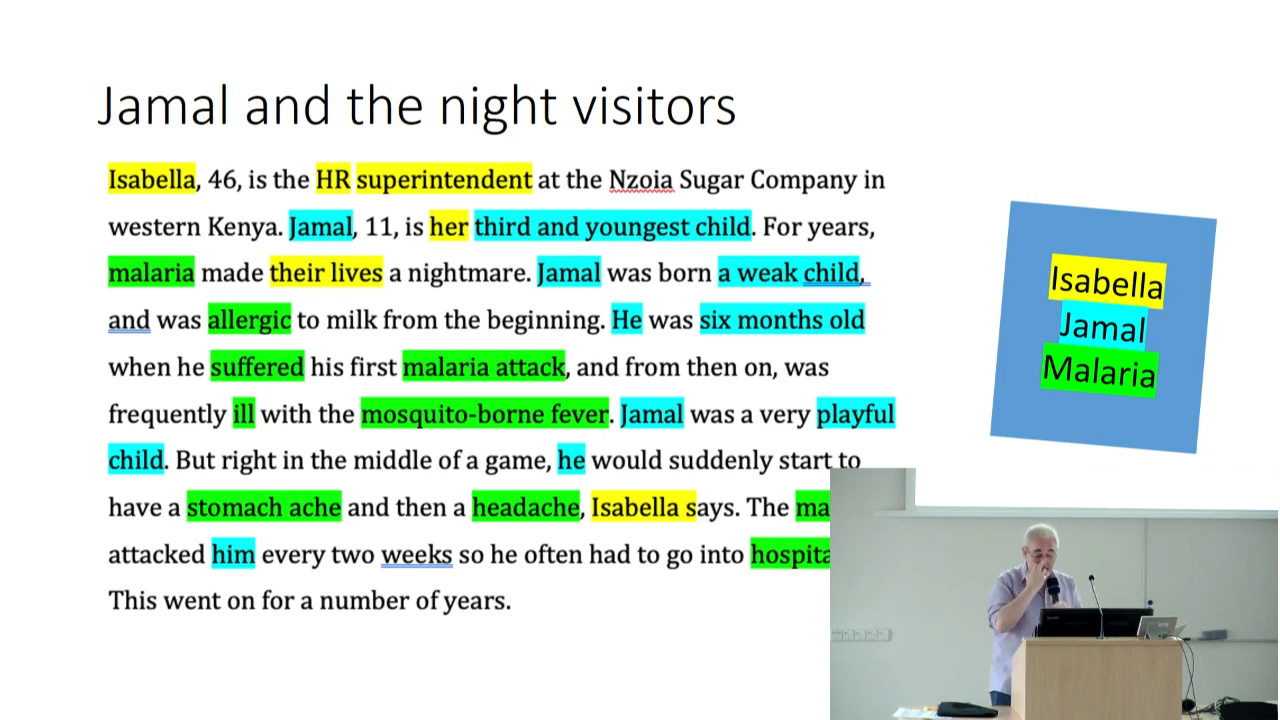 Jamal and the night visitors
Isabella, 46, is the HR superintendent at the Nzoia Sugar Company in
western Kenya. Jamal, 11, is her third and youngest child. For years,
malaria made their lives a nightmare. Jamal was born a weak child,
and was allergic to milk from the beginning. He was six months old
when he suffered his first malaria attack, and from then on, was
frequently ill with the mosquito-borne fever. Jamal was a very playful
child. But right in the middle of a game, he would suddenly start to
have a stomach ache and then a headache, Isabella says. The
attacked him every two weeks so he often had to go into
This went on for a number of years.
Isabella
Jamal
Malaria